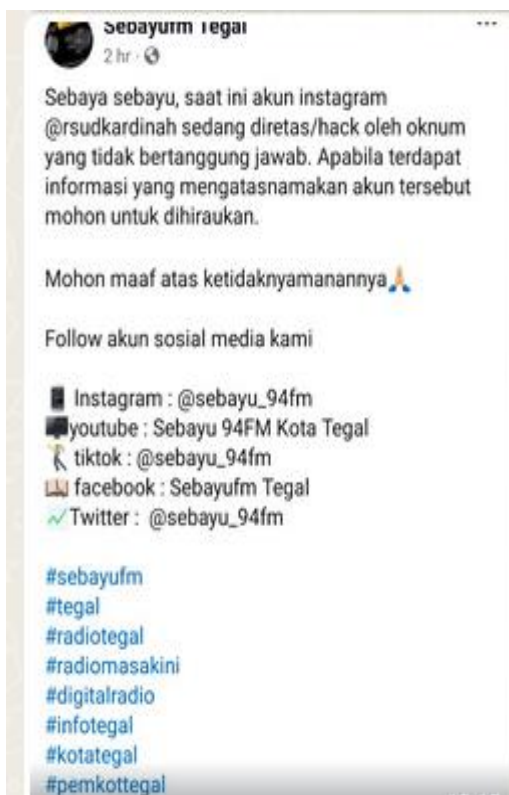 Sebayufm Tegal
2 hr
Sebaya sebayu, saat ini akun instagram
@rsudkardinah sedang diretas/hack oleh oknum
yang tidak bertanggung jawab. Apabila terdapat
informasi yang mengatasnamakan akun tersebut
mohon untuk dihiraukan.
Mohon maaf atas ketidaknyamanannya🙏
Follow akun sosial media kami
📱 Instagram : @sebayu_94fm
🖥youtube : Sebayu 94FM Kota Tegal
🏌 tiktok : @sebayu_94fm
📖 facebook : Sebayufm Tegal
Twitter : @sebayu_94fm
#sebayufm
#tegal
#radiotegal
#radiomasakini
#digitalradio
#infotegal
#kotategal
#pemkottegal